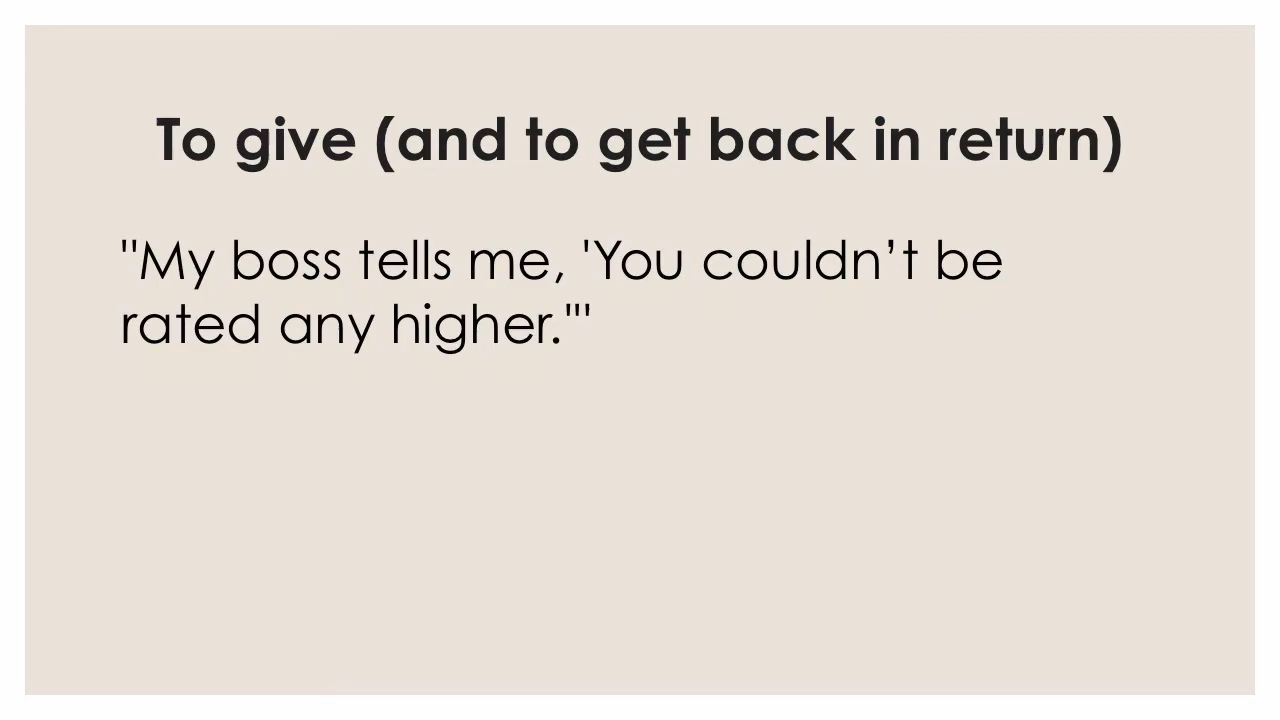 To give (and to get back in return)
"My boss tells me, 'You couldn’t be
rated any higher.'"